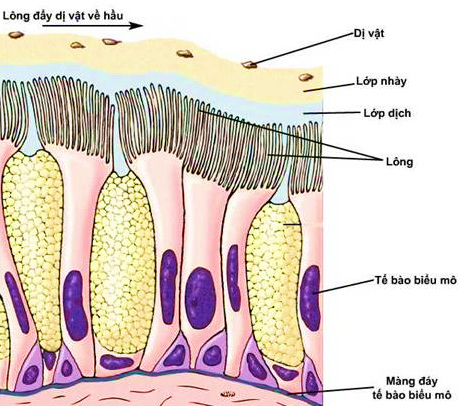 Lông đẩy dị vật về hầu
Dị vật
Lớp nhày
Lớp dịch
Lông
Tế bào biểu mô
Màng đáy
tế bào biểu mô